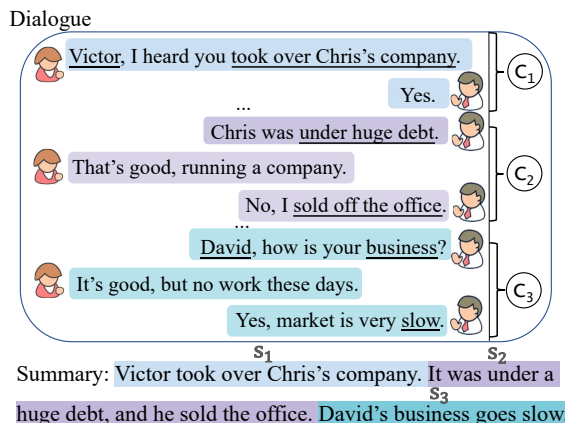 Dialogue
Victor, I heard you took over Chris's company.
Yes.
C1
...
Chris was under huge debt.
That's good, running a company.
C2
No, I sold off the office.
...
David, how is your business?
It's good, but no work these days.
C3
Yes, market is very slow.
S1 S2
Summary: Victor took over Chris's company. It was under a
S3
huge debt, and he sold the office. David's business goes slow.